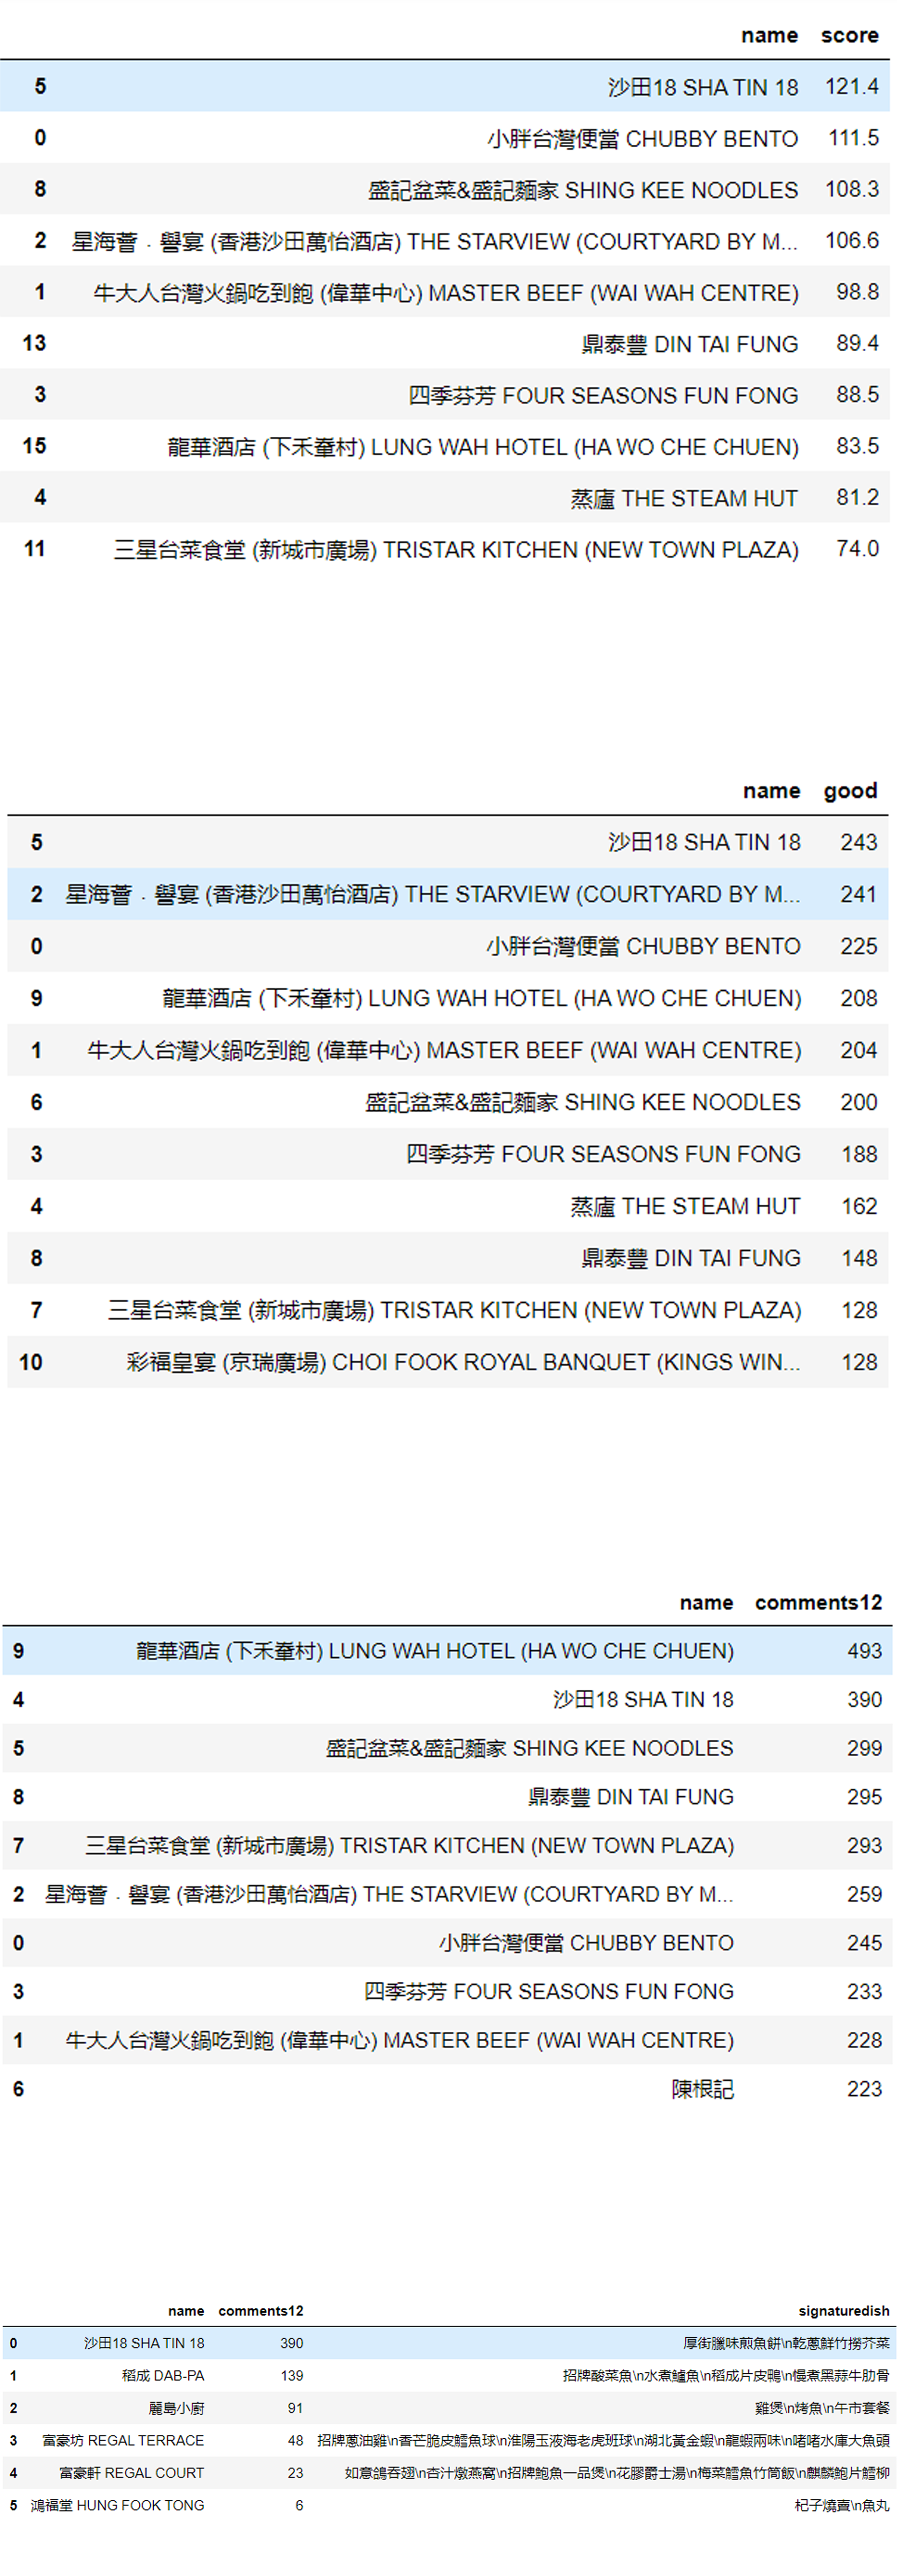 name score
5 沙田18 SHA TIN 18 121.4
0 小胖台灣便當 CHUBBY BENTO 111.5
8 盛記盆菜&盛記麵家 SHING KEE NOODLES 108.3
2 星海薈﹒譽宴 (香港沙田萬怡酒店) THE STARVIEW (COURTYARD BY M... 106.6
1 牛大人台灣火鍋吃到飽 (偉華中心) MASTER BEEF (WAI WAH CENTRE) 98.8
13 鼎泰豐 DIN TAI FUNG 89.4
3 四季芬芳 FOUR SEASONS FUN FONG 88.5
15 龍華酒店 (下禾輋村) LUNG WAH HOTEL (HA WO CHE CHUEN) 83.5
4 蒸廬 THE STEAM HUT 81.2
11 三星台菜食堂 (新城市廣場) TRISTAR KITCHEN (NEW TOWN PLAZA) 74.0
name good
5 沙田18 SHA TIN 18 243
2 星海薈﹒譽宴 (香港沙田萬怡酒店) THE STARVIEW (COURTYARD BY M... 241
0 小胖台灣便當 CHUBBY BENTO 225
9 龍華酒店 (下禾輋村) LUNG WAH HOTEL (HA WO CHE CHUEN) 208
1 牛大人台灣火鍋吃到飽 (偉華中心) MASTER BEEF (WAI WAH CENTRE) 204
6 盛記盆菜&盛記麵家 SHING KEE NOODLES 200
3 四季芬芳 FOUR SEASONS FUN FONG 188
4 蒸廬 THE STEAM HUT 162
8 鼎泰豐 DIN TAI FUNG 148
7 三星台菜食堂 (新城市廣場) TRISTAR KITCHEN (NEW TOWN PLAZA) 128
10 彩福皇宴 (京瑞廣場) CHOI FOOK ROYAL BANQUET (KINGS WIN... 128
name comments12
9 龍華酒店 (下禾輋村) LUNG WAH HOTEL (HA WO CHE CHUEN) 493
4 沙田18 SHA TIN 18 390
5 盛記盆菜&盛記麵家 SHING KEE NOODLES 299
8 鼎泰豐 DIN TAI FUNG 295
7 三星台菜食堂 (新城市廣場) TRISTAR KITCHEN (NEW TOWN PLAZA) 293
2 星海薈﹒譽宴 (香港沙田萬怡酒店) THE STARVIEW (COURTYARD BY M... 259
0 小胖台灣便當 CHUBBY BENTO 245
3 四季芬芳 FOUR SEASONS FUN FONG 233
1 牛大人台灣火鍋吃到飽 (偉華中心) MASTER BEEF (WAI WAH CENTRE) 228
6 陳根記 223
name comments12 signaturedish
0 沙田18 SHA TIN 18 390 厚街臘味煎魚餅\n乾蔥鮮竹撈芥菜
1 稻成 DAB-PA 139 招牌酸菜魚\n水煮鱸魚\n稻成片皮鴨\n慢煮黑蒜牛肋骨
2 麗島小廚 91 雞煲\n烤魚\n午市套餐
3 富豪坊 REGAL TERRACE 48 招牌蔥油雞\n香芒脆皮鱈魚球\n淮陽玉液海老虎班球\n湖北黃金蝦\n龍蝦兩味\n啫啫水庫大魚頭
4 富豪軒 REGAL COURT 23 如意鴿吞翅\n杏汁燉燕窩\n招牌鮑魚一品煲\n花膠爵士湯\n梅菜鱈魚竹筒飯\n麒麟鮑片鱈柳
5 鴻福堂 HUNG FOOK TONG 6 杞子燒賣\n魚丸